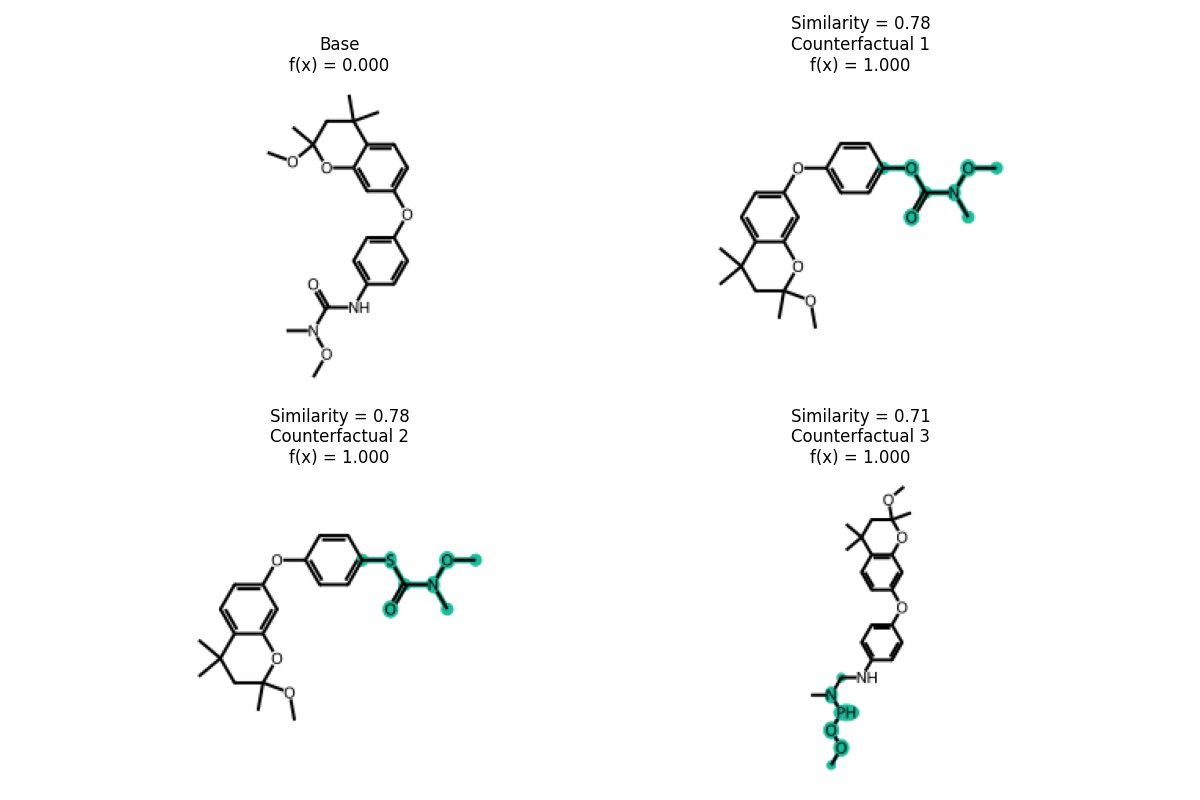 Base
f(x) = 0.000
O
O
O
O
NH
N
O
Similarity = 0.78
Counterfactual 1
f(x) = 1.000
O
O
O
O
N
O
O
Similarity = 0.78
Counterfactual 2
f(x) = 1.000
O
S
O
N
O
O
O
Similarity = 0.71
Counterfactual 3
f(x) = 1.000
O
O
O
NH
N
PH
O
O